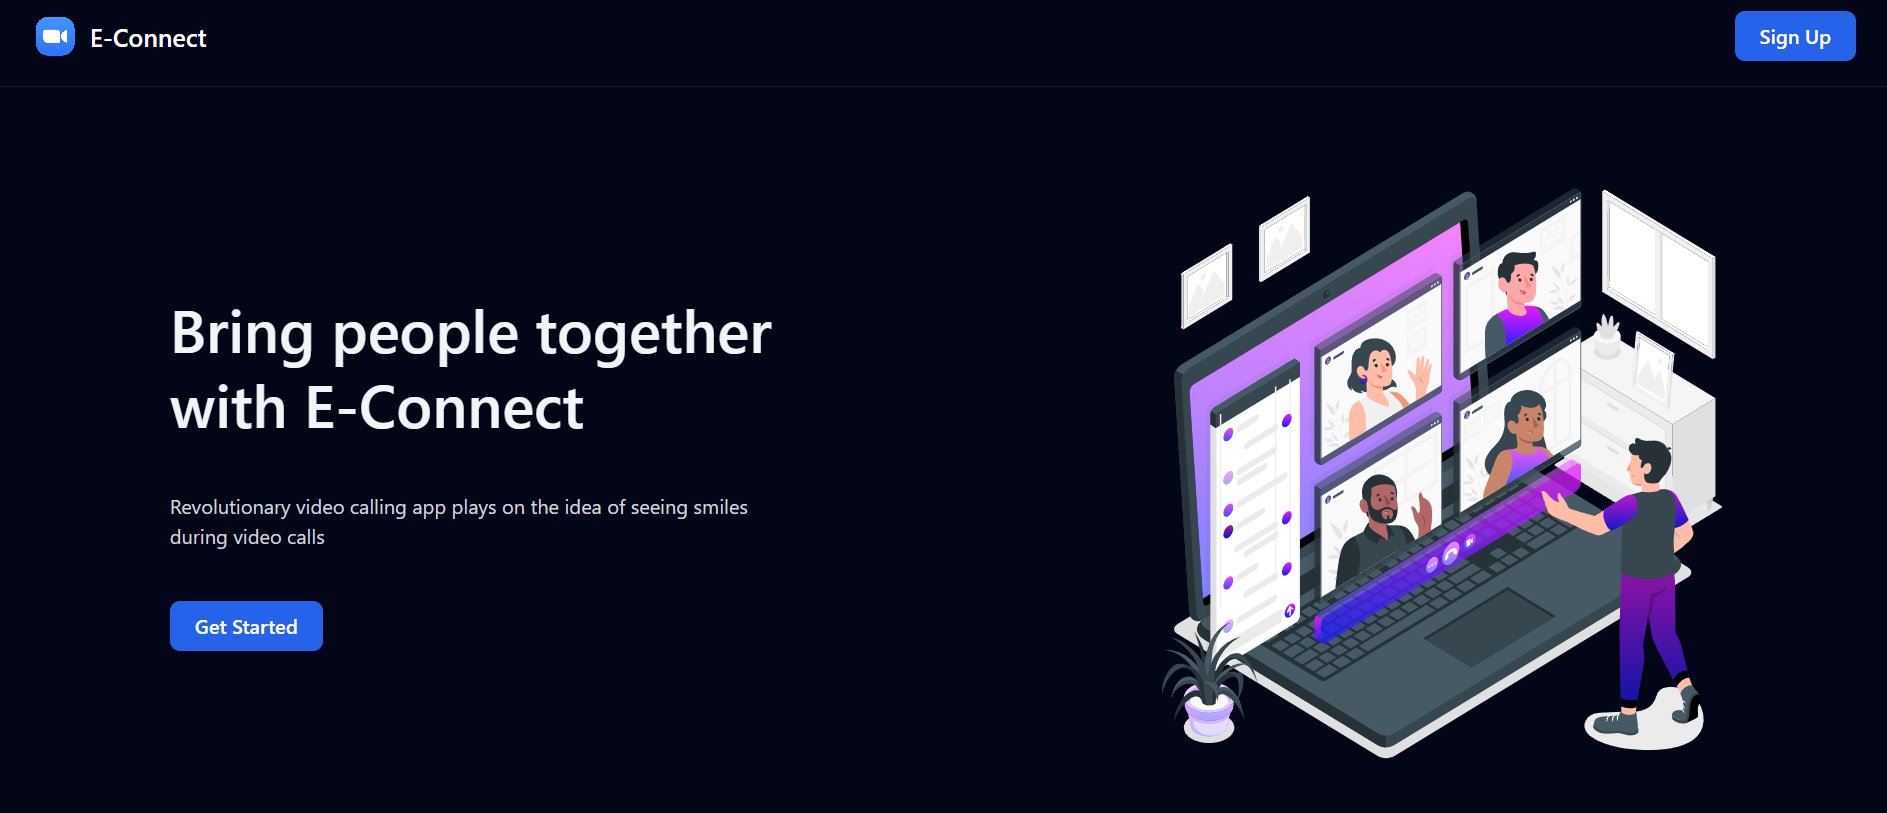 E-Connect
Sign Up
Bring people together
with E-Connect
Revolutionary video calling app plays on the idea of seeing smiles
during video calls
Get Started